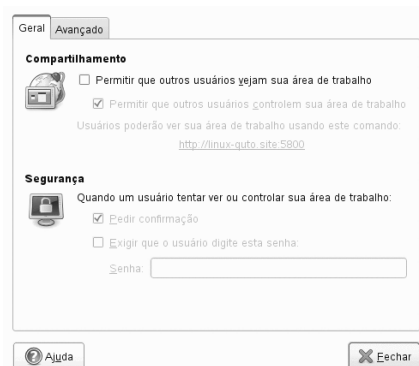 Geral Avançado
Compartilhamento
Permitir que outros usuários vejam sua área de trabalho
Permitir que outros usuários controlem sua área de trabalho
Usuários poderão ver sua área de trabalho usando este comando:
http://linux-guto.site:5800
Segurança
Quando um usuário tentar ver ou controlar sua área de trabalho:
Pedir confirmação
Exigir que o usuário digite esta senha:
Senha:
Ajuda Fechar